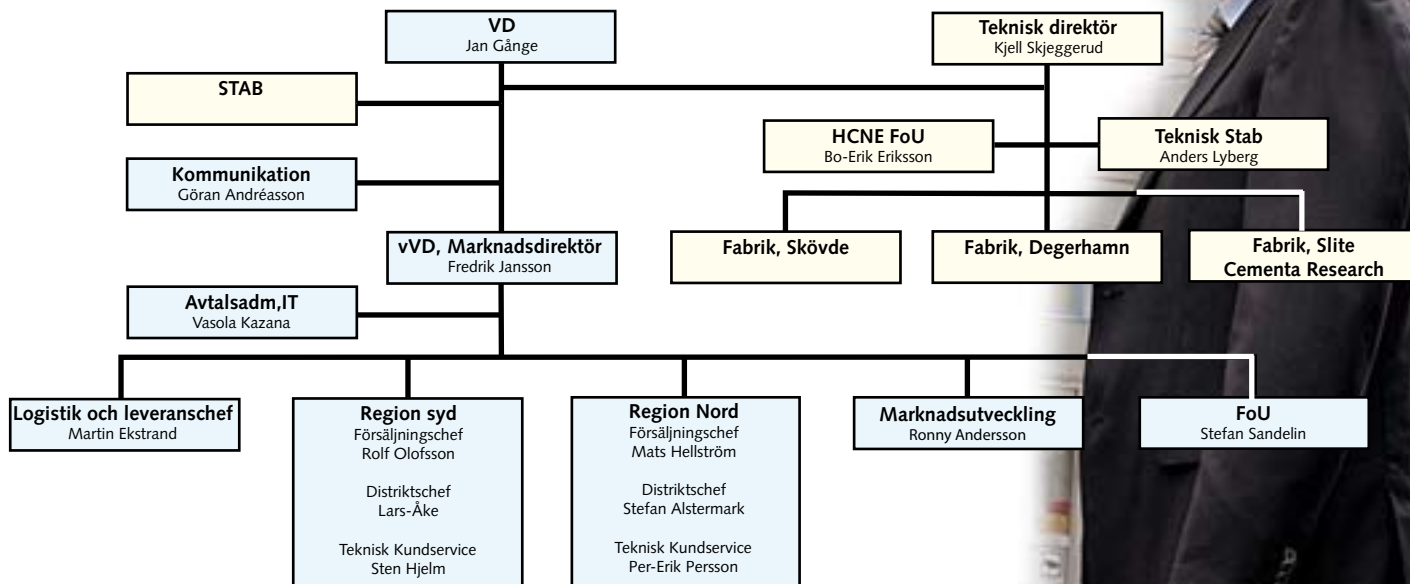 VD
Jan Gånge
Teknisk direktör
Kjell Skjeggerud
STAB
HCNE FoU
Bo-Erik Eriksson
Teknisk Stab
Anders Lyberg
Kommunikation
Göran Andréasson
vVD, Marknadsdirektör
Fredrik Jansson
Fabrik, Skövde
Fabrik, Degerhamn
Fabrik, Slite
Cementa Research
Avtalsadm,IT
Vasola Kazana
Logistik och leveranschef
Martin Ekstrand
Region syd
Försäljningschef
Rolf Olofsson
Distriktschef
Lars-Åke
Teknisk Kundservice
Sten Hjelm
Region Nord
Försäljningschef
Mats Hellström
Distriktschef
Stefan Alstermark
Teknisk Kundservice
Per-Erik Persson
Marknadsutveckling
Ronny Andersson
FoU
Stefan Sandelin